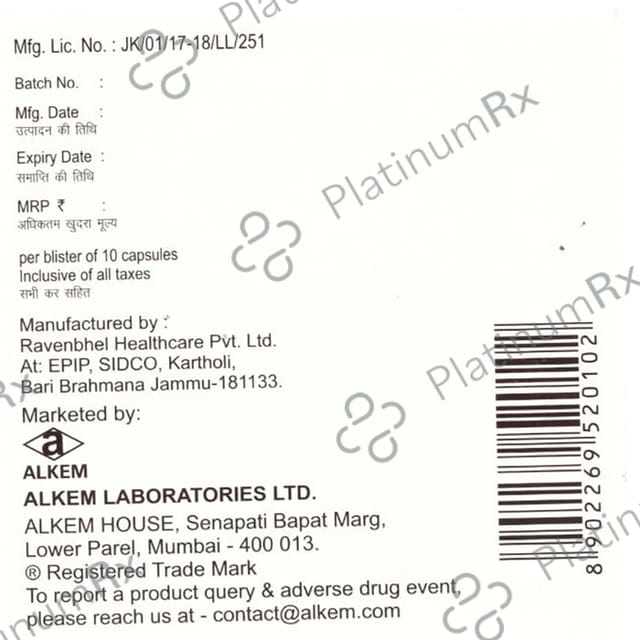 Mfg. Lic. No. : JK/01/17-18/LL/251
Batch No. :
Mfg. Date :
उत्पादन की तिथि
Expiry Date :
समाप्ति की तिथि
MRP ₹ :
अधिकतम खुदरा मूल्य
per blister of 10 capsules
Inclusive of all taxes
सभी कर सहित
Manufactured by :
Ravenbhel Healthcare Pvt. Ltd.
At: EPIP, SIDCO, Kartholi,
Bari Brahmana Jammu-181133.
Marketed by:
a
ALKEM
ALKEM LABORATORIES LTD.
ALKEM HOUSE, Senapati Bapat Marg,
Lower Parel, Mumbai - 400 013.
® Registered Trade Mark
To report a product query & adverse drug event,
please reach us at - contact@alkem.com
8 902269 520102
PlatinumRx
PlatinumRx
PlatinumRx